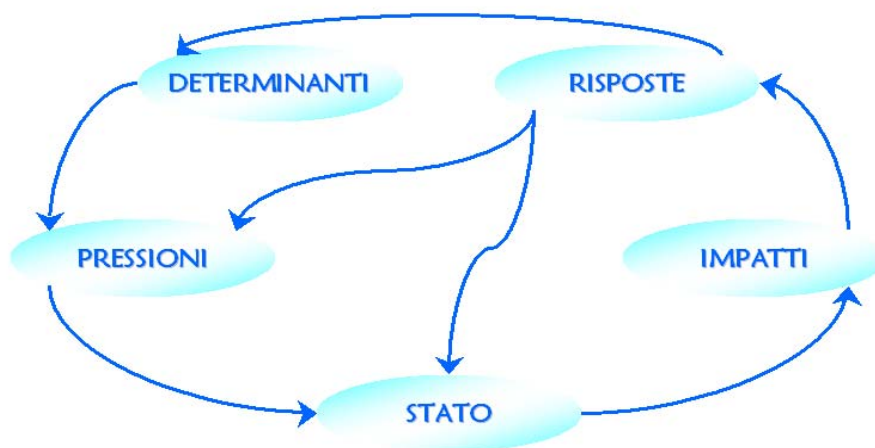 DETERMINANTI
RISPOSTE
PRESSIONI
IMPATTI
STATO